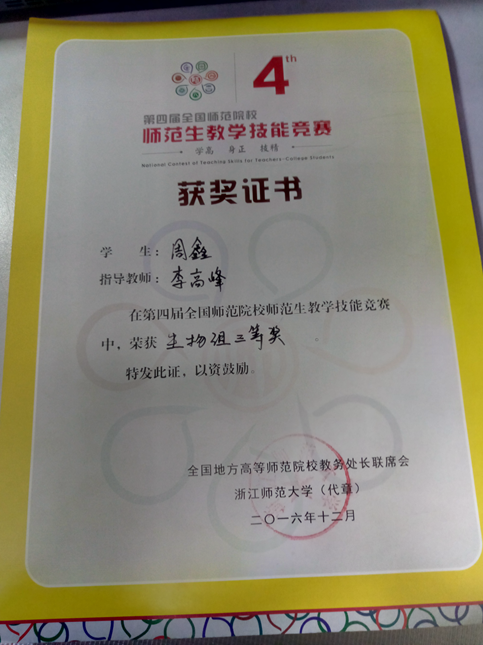 4th
第四届全国师范院校
师范生教学技能竞赛
学高 身正 技精
National Contest of Teaching Skills for Teachers-College Students
获奖证书
学 生：周鑫
指导教师：李高峰
在第四届全国师范院校师范生教学技能竞赛
中，荣获 生物组三等奖
特发此证，以资鼓励。
全国地方高等师范院校教务处长联席会
浙江师范大学（代章）
二〇一六年十二月